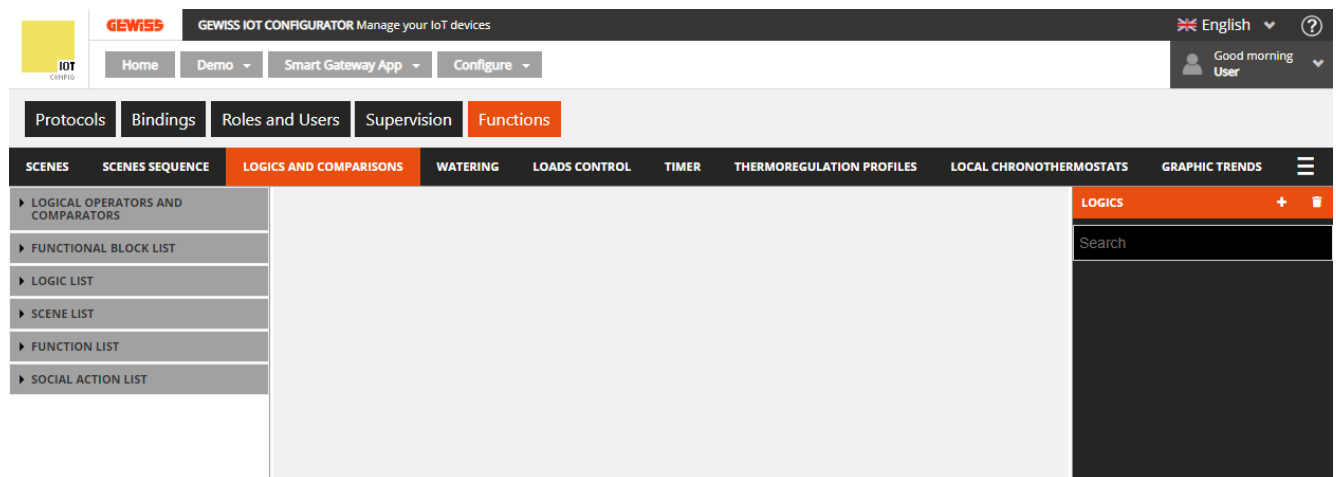 IOT
CONFIG
GEWISS
GEWISS IOT CONFIGURATOR Manage your IoT devices
English
?
Home
Demo
Smart Gateway App
Configure
Good morning
User
Protocols
Bindings
Roles and Users
Supervision
Functions
SCENES
SCENES SEQUENCE
LOGICS AND COMPARISONS
WATERING
LOADS CONTROL
TIMER
THERMOREGULATION PROFILES
LOCAL CHRONOTHERMOSTATS
GRAPHIC TRENDS
LOGICAL OPERATORS AND
COMPARATORS
FUNCTIONAL BLOCK LIST
LOGIC LIST
SCENE LIST
FUNCTION LIST
SOCIAL ACTION LIST
LOGICS
Search